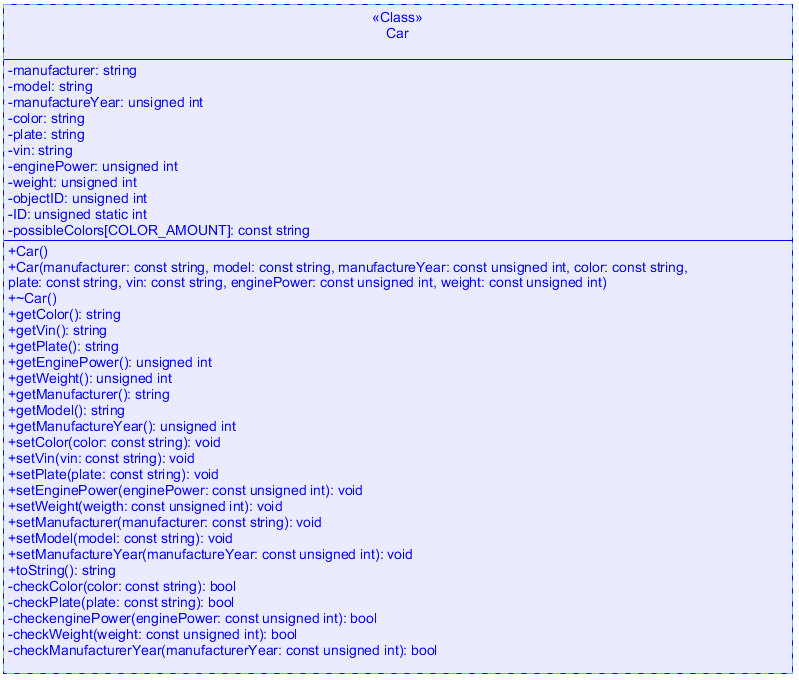 «Class»
Car
-manufacturer: string
-model: string
-manufactureYear: unsigned int
-color: string
-plate: string
-vin: string
-enginePower: unsigned int
-weight: unsigned int
-objectID: unsigned int
-ID: unsigned static int
-possibleColors[COLOR_AMOUNT]: const string
+Car()
+Car(manufacturer: const string, model: const string, manufactureYear: const unsigned int, color: const string,
plate: const string, vin: const string, enginePower: const unsigned int, weight: const unsigned int)
+~Car()
+getColor(): string
+getVin(): string
+getPlate(): string
+getEnginPower(): unsigned int
+getWeight(): unsigned int
+getManufacturer(): string
+getModel(): string
+getManufactureYear(): unsigned int
+setColor(color: const string): void
+setVin(vin: const string): void
+setPlate(plate: const string): void
+setEnginPower(enginePower: const unsigned int): void
+setWeight(weigth: const unsigned int): void
+setManufacturer(manufacturer: const string): void
+setModel(model: const string): void
+setManufactureYear(manufactureYear: const unsigned int): void
+toString(): string
-checkColor(color: const string): bool
-checkPlate(plate: const string): bool
-checkenginePower(enginePower: const unsigned int): bool
-checkWeight(weight: const unsigned int): bool
-checkManufacturerYear(manufacturerYear: const unsigned int): bool